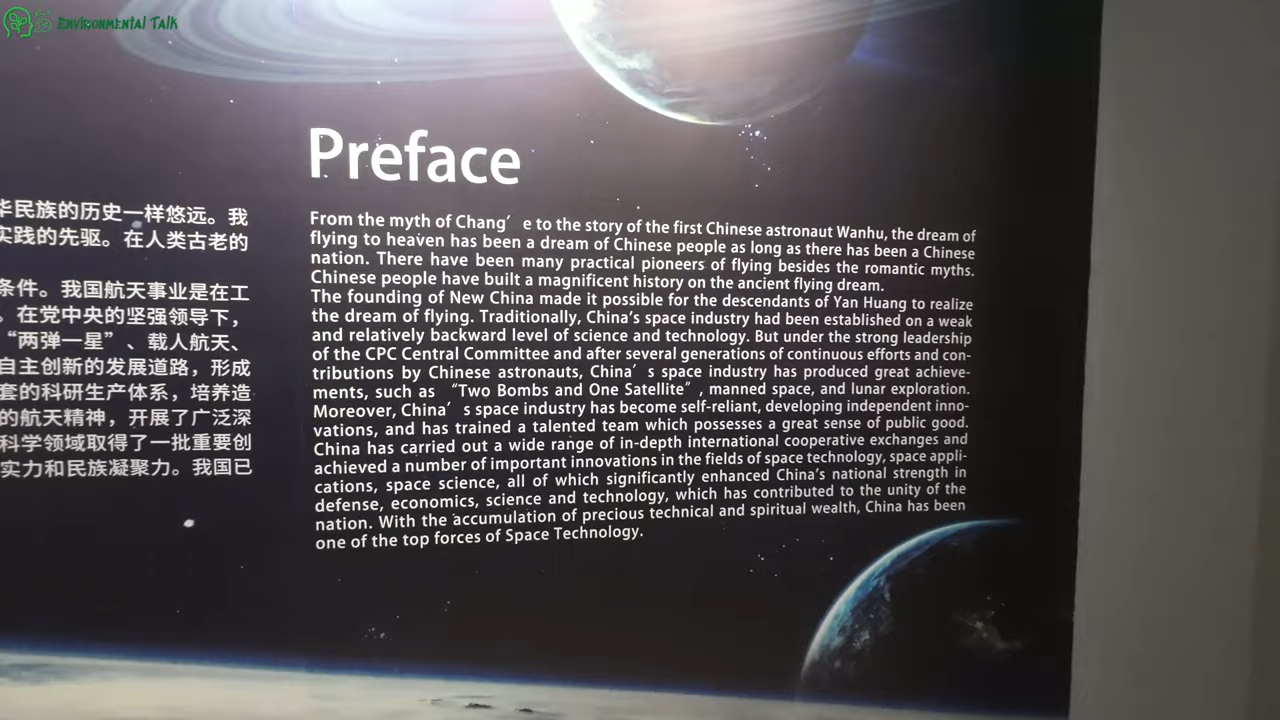 Environmental Talk
华民族的历史一样悠远。我
实践的先驱。在人类古老的
条件。我国航天事业是在工
。在党中央的坚强领导下，
“两弹一星”、载人航天、
自主创新的发展道路，形成
套的科研生产体系，培养造
的航天精神，开展了广泛深
科学领域取得了一批重要创
实力和民族凝聚力。我国已
Preface
From the myth of Chang′ e to the story of the first Chinese astronaut Wanhu, the dream of
flying to heaven has been a dream of Chinese people as long as there has been a Chinese
nation. There have been many practical pioneers of flying besides the romantic myths.
Chinese people have built a magnificent history on the ancient flying dream.
The founding of New China made it possible for the descendants of Yan Huang to realize
the dream of flying. Traditionally, China's space industry had been established on a weak
and relatively backward level of science and technology. But under the strong leadership
of the CPC Central Committee and after several generations of continuous efforts and con-
tributions by Chinese astronauts, China′ s space industry has produced great achieve-
ments, such as “Two Bombs and One Satellite”, manned space, and lunar exploration.
Moreover, China′ s space industry has become self-reliant, developing independent inno-
vations, and has trained a talented team which possesses a great sense of public good.
China has carried out a wide range of in-depth international cooperative exchanges and
achieved a number of important innovations in the fields of space technology, space appli-
cations, space science, all of which significantly enhanced China's national strength in
defense, economics, science and technology, which has contributed to the unity of the
nation. With the accumulation of precious technical and spiritual wealth, China has been
one of the top forces of Space Technology.